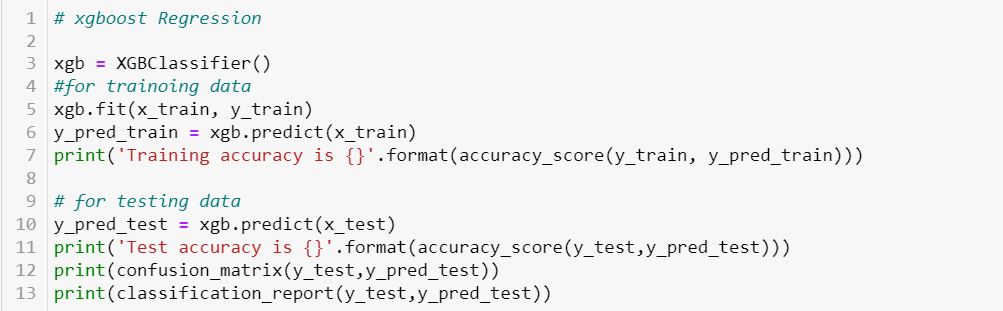 1 # xgboost Regression
2
3 xgb = XGBClassifier()
4 #for trainoing data
5 xgb.fit(x_train, y_train)
6 y_pred_train = xgb.predict(x_train)
7 print('Training accuracy is {}'.format(accuracy_score(y_train, y_pred_train)))
8
9 # for testing data
10 y_pred_test = xgb.predict(x_test)
11 print('Test accuracy is {}'.format(accuracy_score(y_test,y_pred_test)))
12 print(confusion_matrix(y_test,y_pred_test))
13 print(classification_report(y_test,y_pred_test))